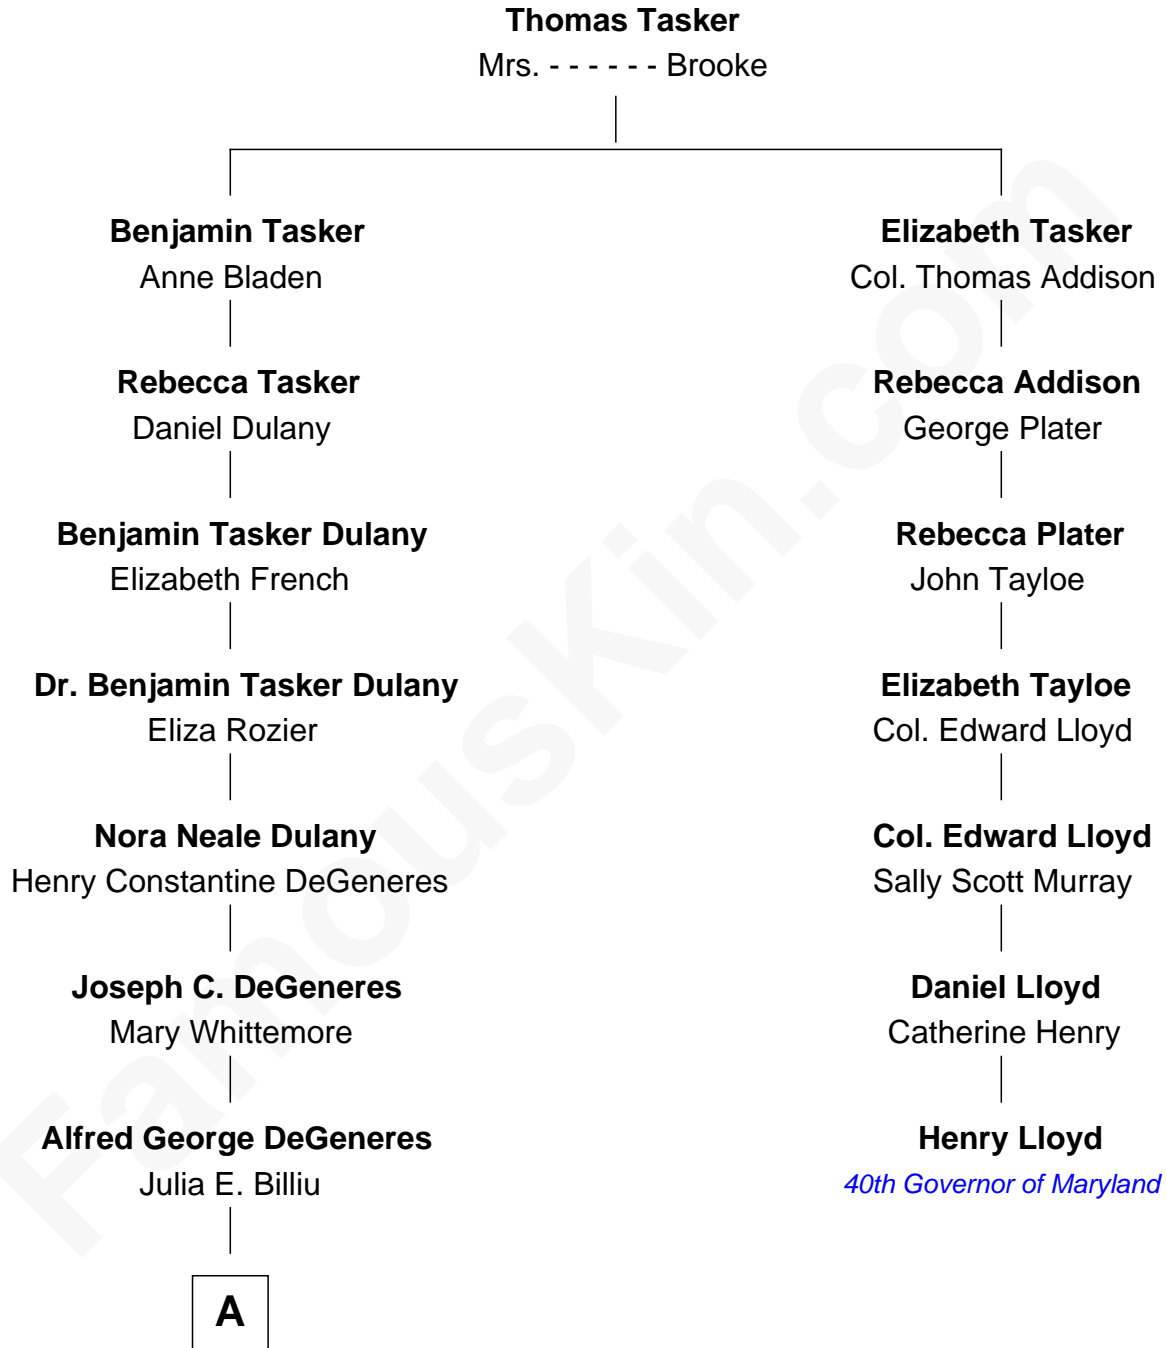 Thomas Tasker
Mrs. - - - - - - Brooke
Benjamin Tasker
Anne Bladen
Elizabeth Tasker
Col. Thomas Addison
Rebecca Tasker
Daniel Dulany
Rebecca Addison
George Plater
Benjamin Tasker Dulany
Elizabeth French
Rebecca Plater
John Tayloe
Dr. Benjamin Tasker Dulany
Eliza Rozier
Elizabeth Tayloe
Col. Edward Lloyd
Nora Neale Dulany
Henry Constantine DeGeneres
Col. Edward Lloyd
Sally Scott Murray
Joseph C. DeGeneres
Mary Whittemore
Daniel Lloyd
Catherine Henry
Alfred George DeGeneres
Julia E. Billiu
Henry Lloyd
40th Governor of Maryland
A
FamousKin.com